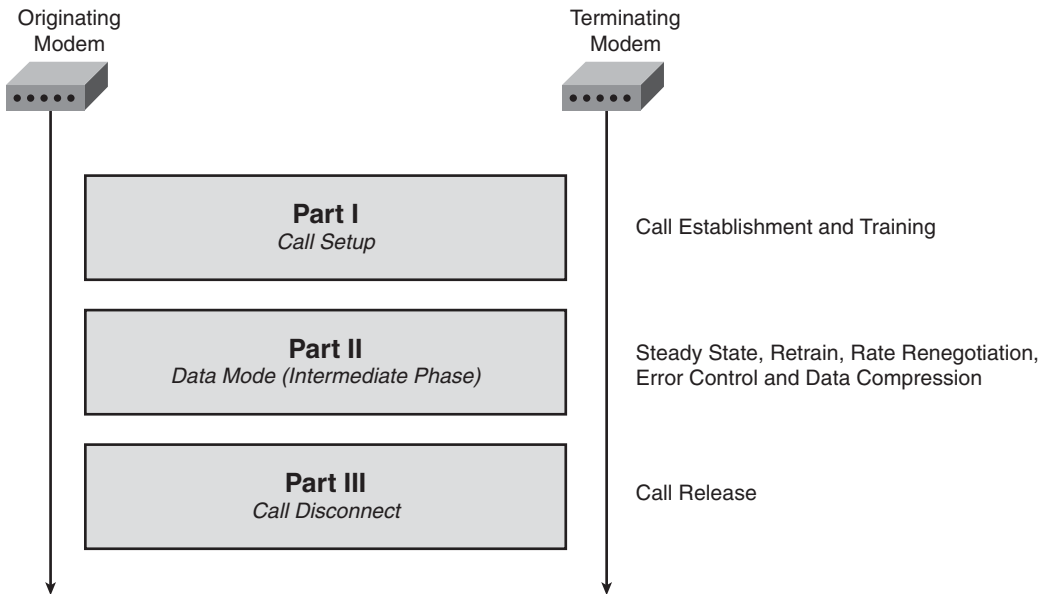 Originating
Modem
Terminating
Modem
Part I
Call Setup
Call Establishment and Training
Part II
Data Mode (Intermediate Phase)
Steady State, Retrain, Rate Renegotiation,
Error Control and Data Compression
Part III
Call Disconnect
Call Release